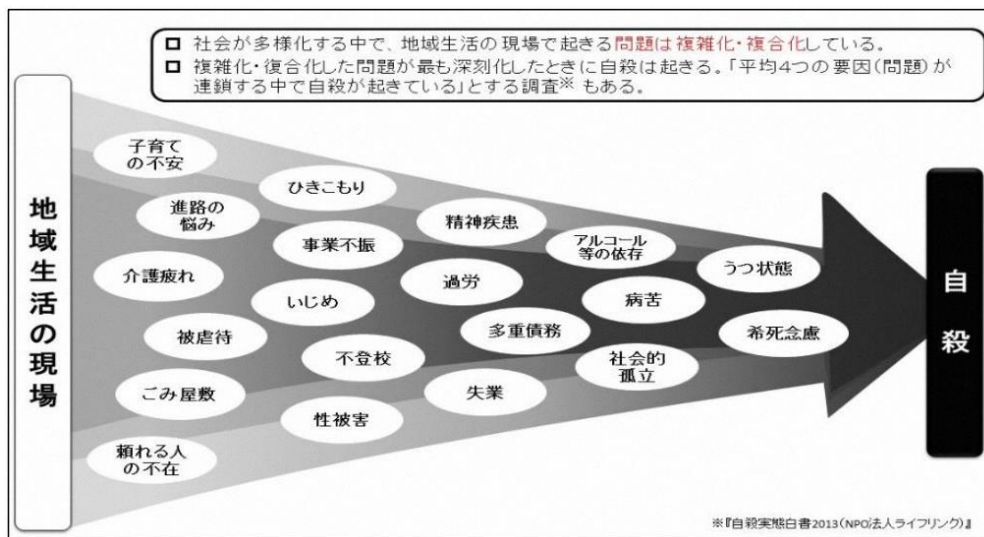 □ 社会が多様化する中で、地域生活の現場で起きる問題は複雑化・複合化している。
□ 複雑化・復合化した問題が最も深刻化したときに自殺は起きる。「平均4つの要因(問題)が
連鎖する中で自殺が起きている」とする調査※ もある。
地域生活の現場
子育て
の不安
ひきこもり
進路の
悩み
精神疾患
事業不振
アルコール
等の依存
うつ状態
介護疲れ
過労
いじめ
病苦
被虐待
多重債務
希死念慮
不登校
社会的
孤立
ごみ屋敷
失業
性被害
頼れる人
の不在
自殺
※『自殺実態白書2013(NPO法人ライフリンク)』